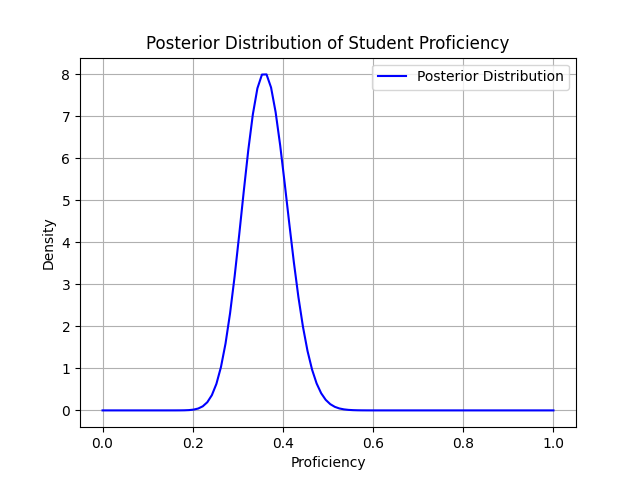 Posterior Distribution of Student Proficiency
Posterior Distribution
8
7
6
5
4
3
2
1
0
Density
0.0 0.2 0.4 0.6 0.8 1.0
Proficiency